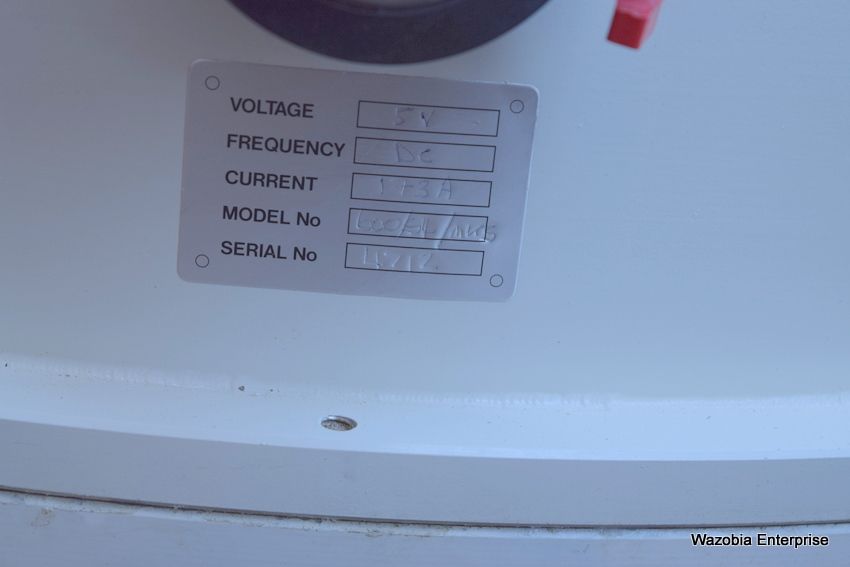 VOLTAGE 5V
FREQUENCY DC
CURRENT
MODEL No
SERIAL No
Wazobia Enterprise